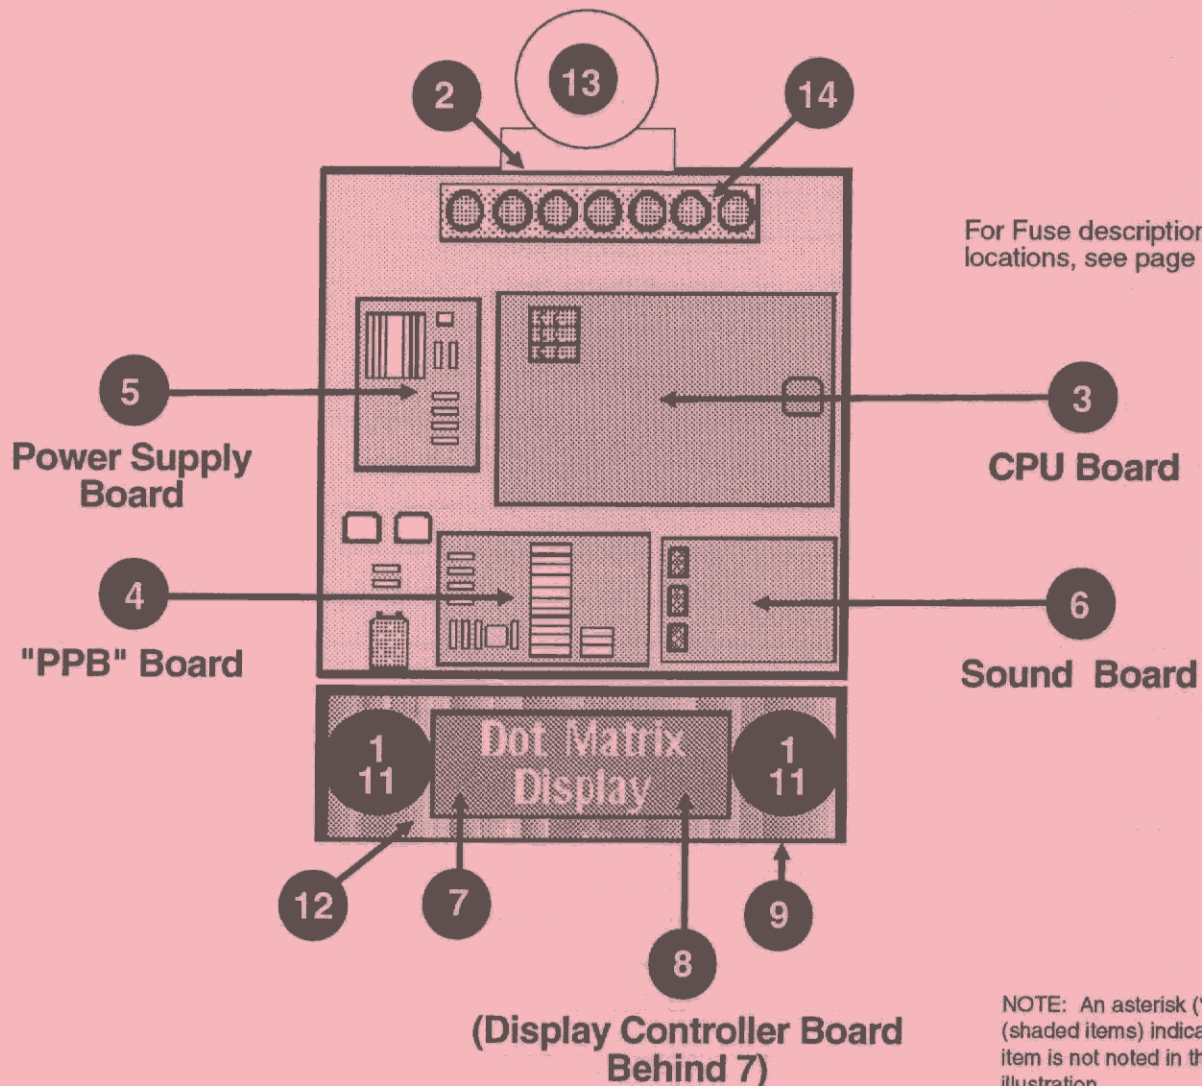 13
2
14
For Fuse description
locations, see page
5
Power Supply
Board
3
CPU Board
4
"PPB" Board
6
Sound Board
1
11
Dot Matrix
Display
1
11
12
7
9
8
(Display Controller Board
Behind 7)
NOTE: An asterisk (*
(shaded items) indica
item is not noted in th
illustration